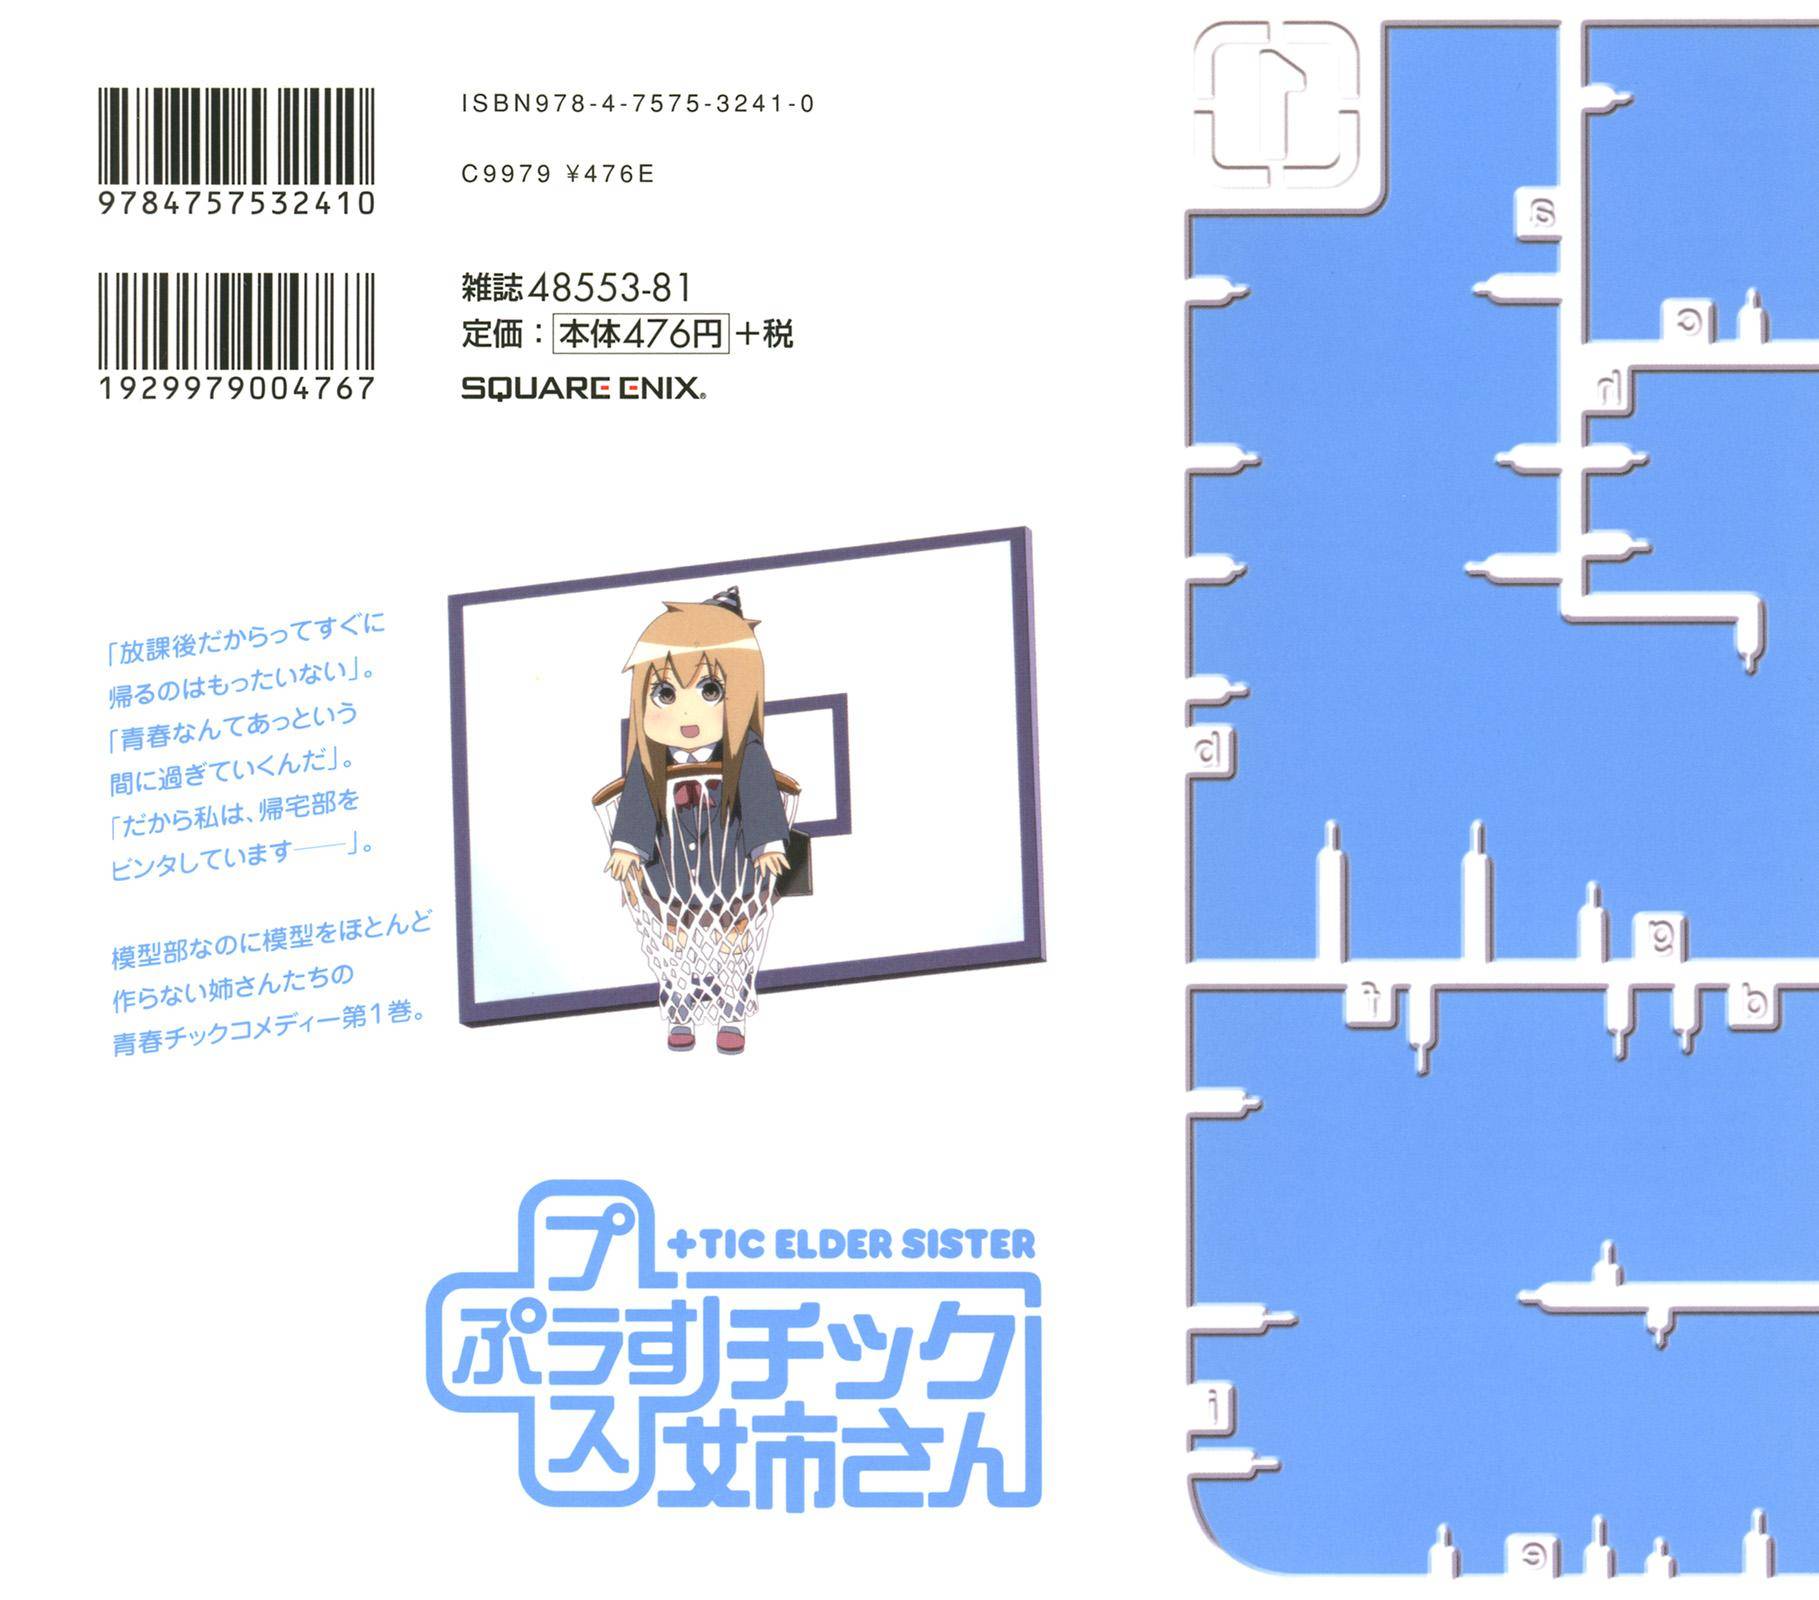 9784757532410
ISBN978-4-7575-3241-0
C9979 ¥476E
1929979004767
雑誌48553-81
定価：本体476円+税
SQUARE ENIX®
「放課後だからってすぐに
帰るのはもったいない」。
「青春なんてあっという
間に過ぎていくんだ」。
「だから私は、帰宅部を
ビンタしています――」。
模型部なのに模型をほとんど
作らない姉さんたちの
青春チックコメディー第1巻。
+TIC ELDER SISTER
プ
ぷラすチック
ス
姉さん
1
s
c
h
d
g
f
b
i
e